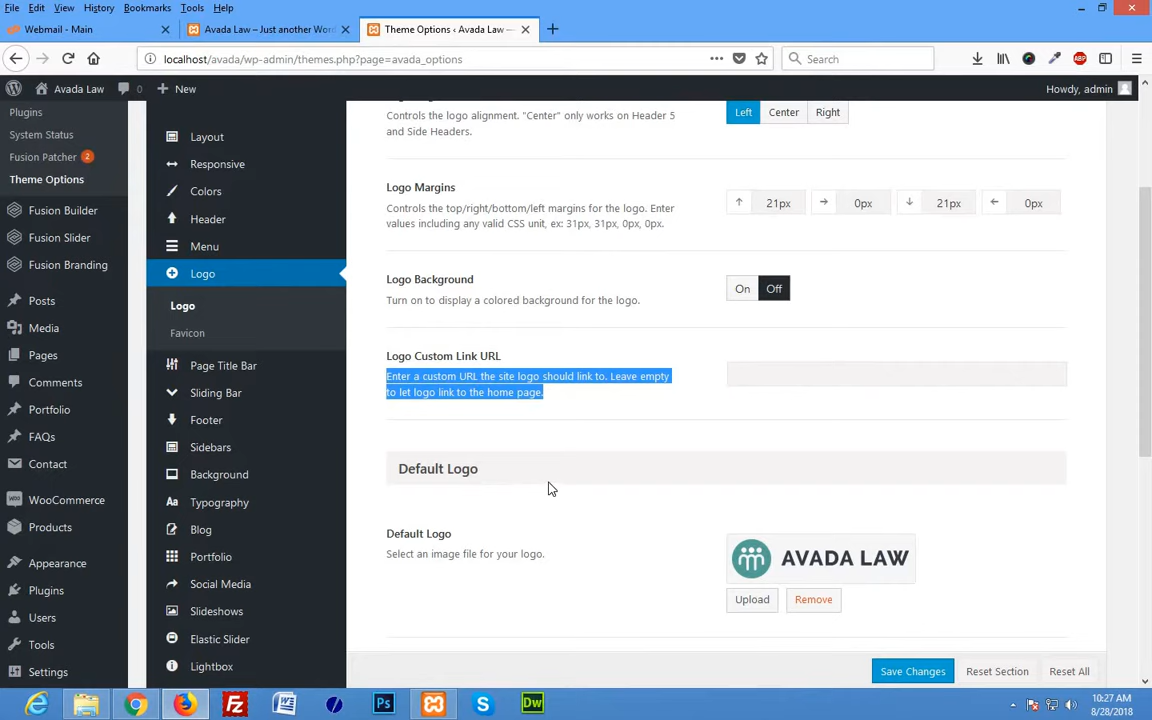 File Edit View History Bookmarks Tools Help
Webmail - Main
Avada Law – Just another Wor
Theme Options ‹ Avada Law —
localhost/avada/wp-admin/themes.php?page=avada_options
Search
ABP
Avada Law 0 New
Howdy, admin
Plugins
System Status
Fusion Patcher 2
Theme Options
Fusion Builder
Fusion Slider
Fusion Branding
Posts
Media
Pages
Comments
Portfolio
FAQs
Contact
WooCommerce
Products
Appearance
Plugins
Users
Tools
Settings
Layout
Responsive
Colors
Header
Menu
Logo
Logo
Favicon
Page Title Bar
Sliding Bar
Footer
Sidebars
Background
Typography
Blog
Portfolio
Social Media
Slideshows
Elastic Slider
Lightbox
Controls the logo alignment. "Center" only works on Header 5
and Side Headers.
Left Center Right
Logo Margins
Controls the top/right/bottom/left margins for the logo. Enter
values including any valid CSS unit, ex: 31px, 31px, 0px, 0px.
21px 0px 21px 0px
Logo Background
Turn on to display a colored background for the logo.
On Off
Logo Custom Link URL
Enter a custom URL the site logo should link to. Leave empty
to let logo link to the home page.
Default Logo
Default Logo
Select an image file for your logo.
AVADA LAW
Upload Remove
Save Changes Reset Section Reset All
10:27 AM
8/28/2018